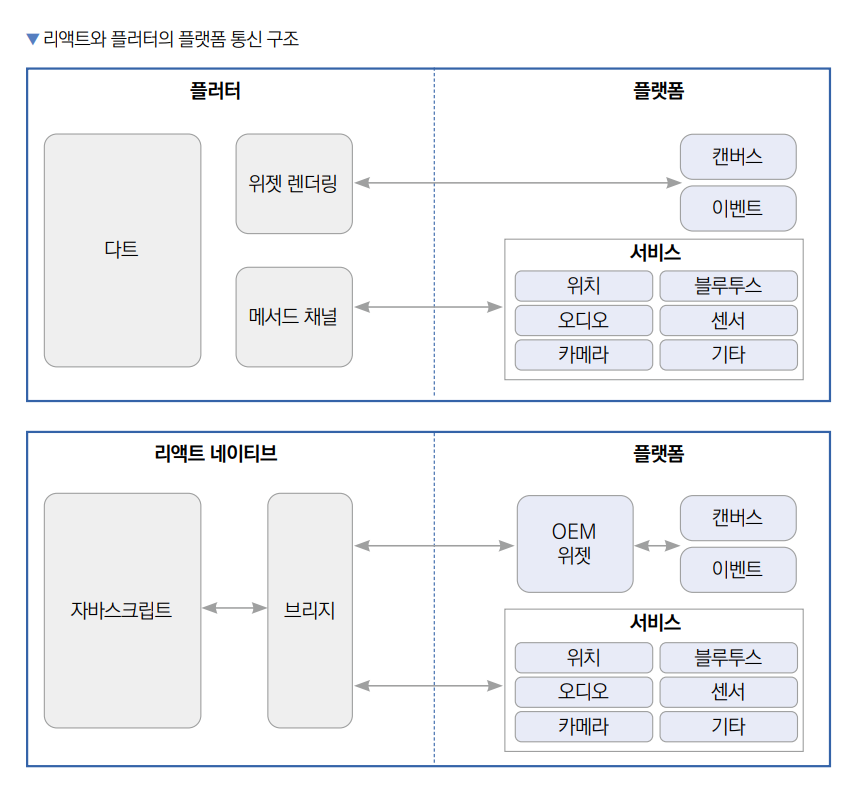 ▼ 리액트와 플러터의 플랫폼 통신 구조
플러터
플랫폼
다트
위젯 렌더링
메서드 채널
캔버스
이벤트
서비스
위치
블루투스
오디오
센서
카메라
기타
리액트 네이티브
플랫폼
자바스크립트
브리지
OEM
위젯
캔버스
이벤트
서비스
위치
블루투스
오디오
센서
카메라
기타